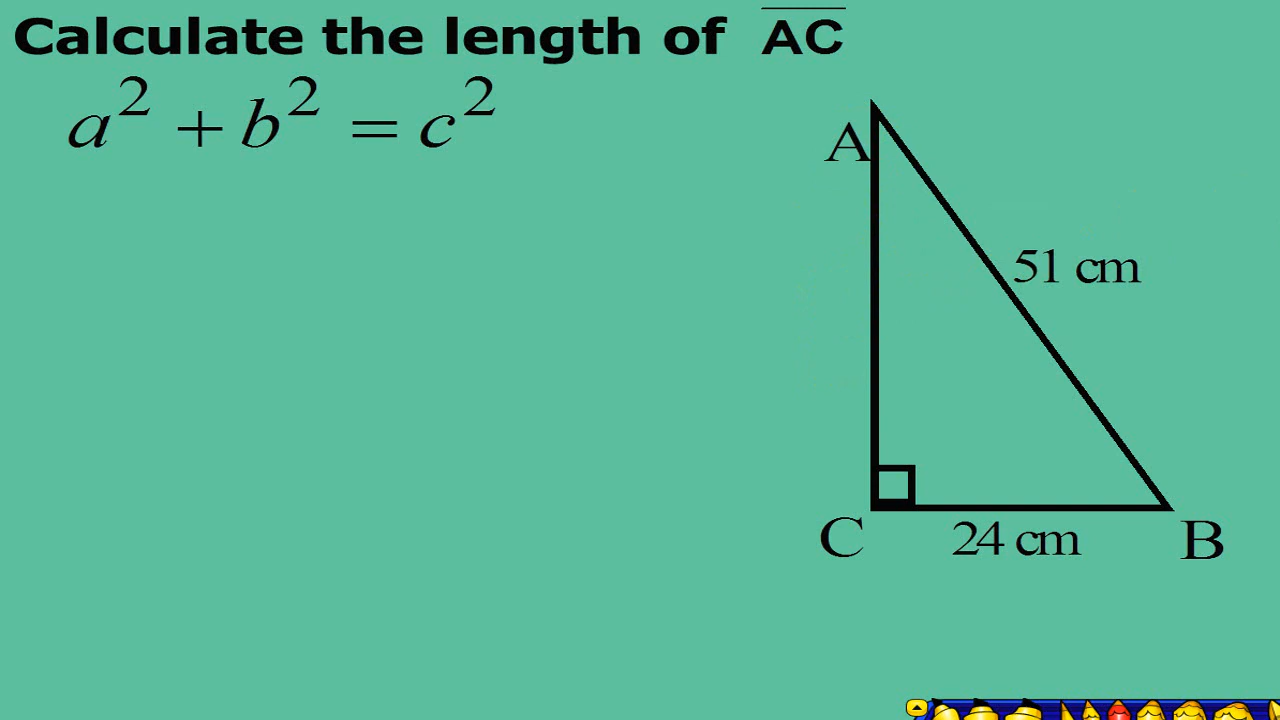 Calculate the length of AC
a² + b² = c²
A
51 cm
C
24 cm
B